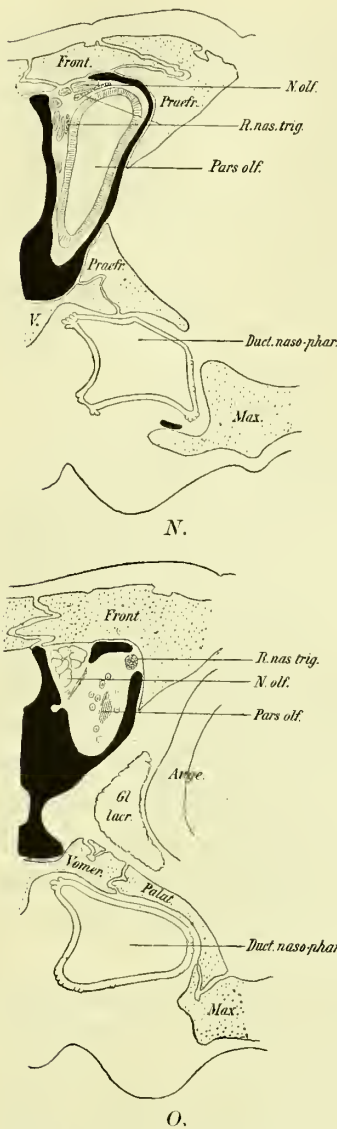 Front.
N. olf.
Praefr.
R. nas. trig.
Pars olf.
Praefr.
V.
Duct. naso-phar.
Max.
N.
Front.
R. nas trig.
N. olf.
Pars olf.
Auge.
Gl
lacr.
Vomer.
Palat.
Duct. naso-phar
Max.
O.